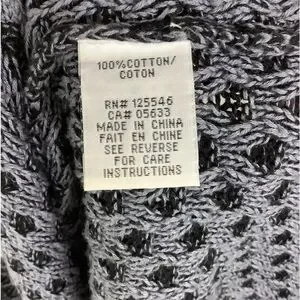 100%COTTON/
COTON
RN# 125546
CA# 05633
MADE IN CHINA
FAIT EN CHINE
SEE REVERSE
FOR CARE
INSTRUCTIONS